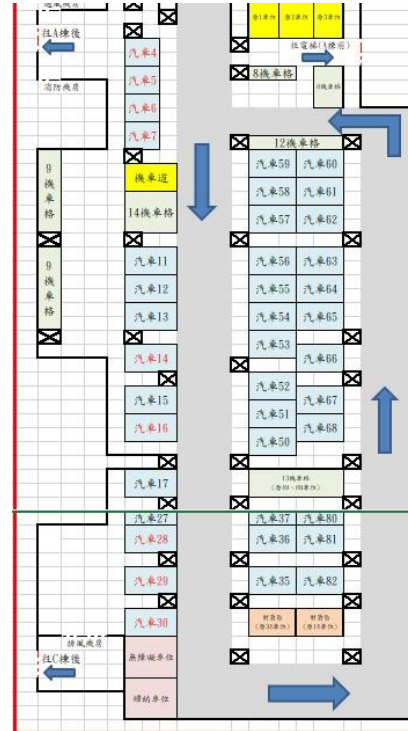 汽車4
汽車5
汽車6
汽車7
往A棟後
消防機房
往電梯(A棟前)
8機車格
12機車格
機車道
14機車格
9機車格
9機車格
汽車59 汽車60
汽車58 汽車61
汽車57 汽車62
汽車11 汽車56 汽車63
汽車12 汽車55 汽車64
汽車13 汽車54 汽車65
汽車14 汽車53 汽車66
汽車15 汽車52 汽車67
汽車16 汽車51 汽車68
汽車50
汽車17
13機車格
汽車27 汽車37 汽車80
汽車28 汽車36 汽車81
汽車29 汽車35 汽車82
汽車30
排風機房
往C棟後
無障礙車位
婦幼車位